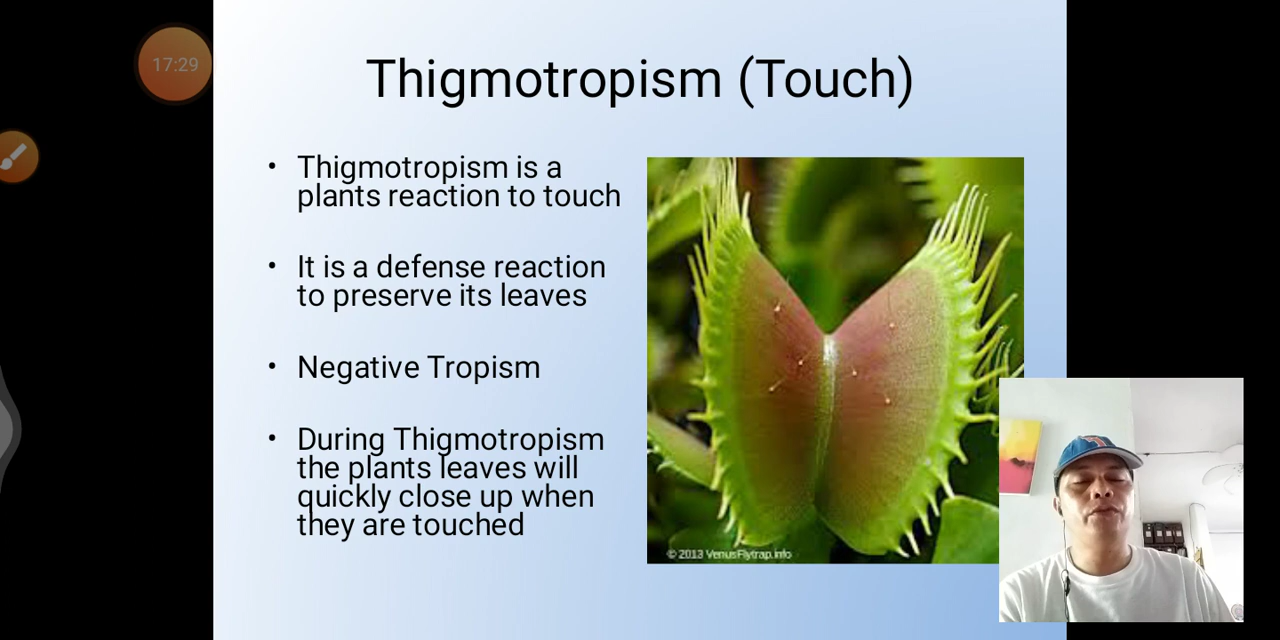 17:29
Thigmotropism (Touch)
• Thigmotropism is a
plants reaction to touch
• It is a defense reaction
to preserve its leaves
• Negative Tropism
• During Thigmotropism
the plants leaves will
quickly close up when
they are touched
© 2013 VenusFlytrap.info